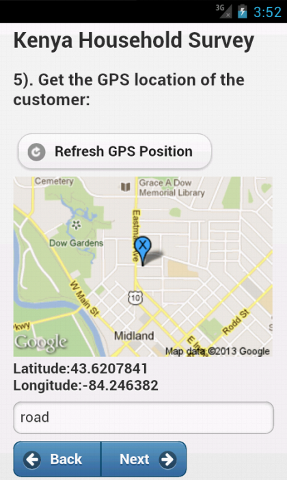 3G
3:52
Kenya Household Survey
5). Get the GPS location of the
customer:
Refresh GPS Position
Cemetery
Grace A Dow
Memorial Library
Dow Gardens
Eastman Ave
X
W Main St
10
Rodd St
Midland
Google
Map data ©2013 Google
Latitude:43.6207841
Longitude:-84.246382
road
Back
Next